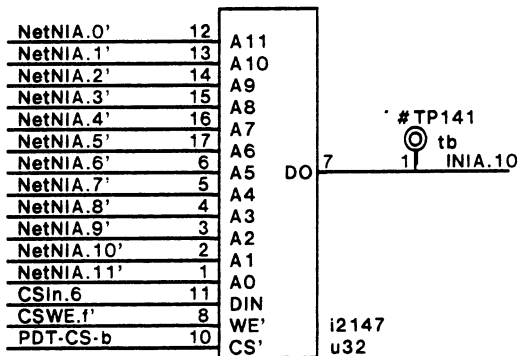 NetNIA.0' 12 A11
NetNIA.1' 13 A10
NetNIA.2' 14 A9
NetNIA.3' 15 A8
NetNIA.4' 16 A7
NetNIA.5' 17 A6
NetNIA.6' 6 A5
NetNIA.7' 5 A4
NetNIA.8' 4 A3
NetNIA.9' 3 A2
NetNIA.10' 2 A1
NetNIA.11' 1 A0
CSIn.6 11 DIN
CSWE.f' 8 WE'
PDT-CS-b 10 CS'
DO 7 1 INIA.10
#TP141
tb
i2147
u32